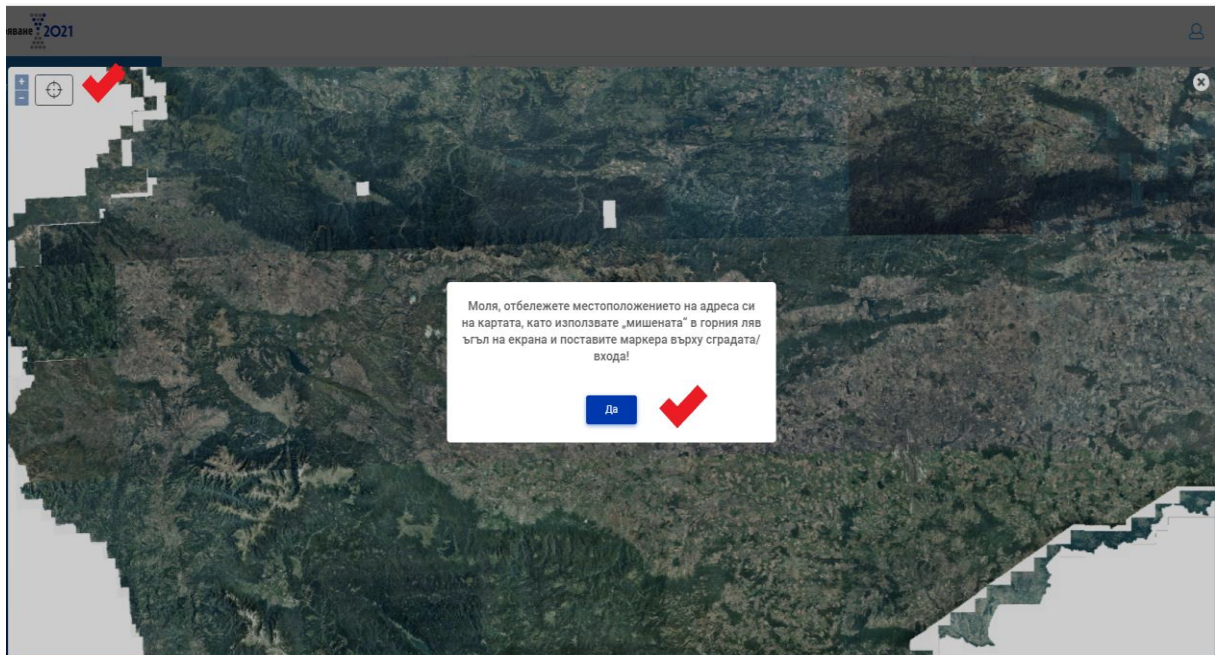 2021
+
-
Моля, отбележете местоположението на адреса си
на картата, като използвате „мишената“ в горния ляв
ъгъл на екрана и поставите маркера върху сградата/
входа!
Да